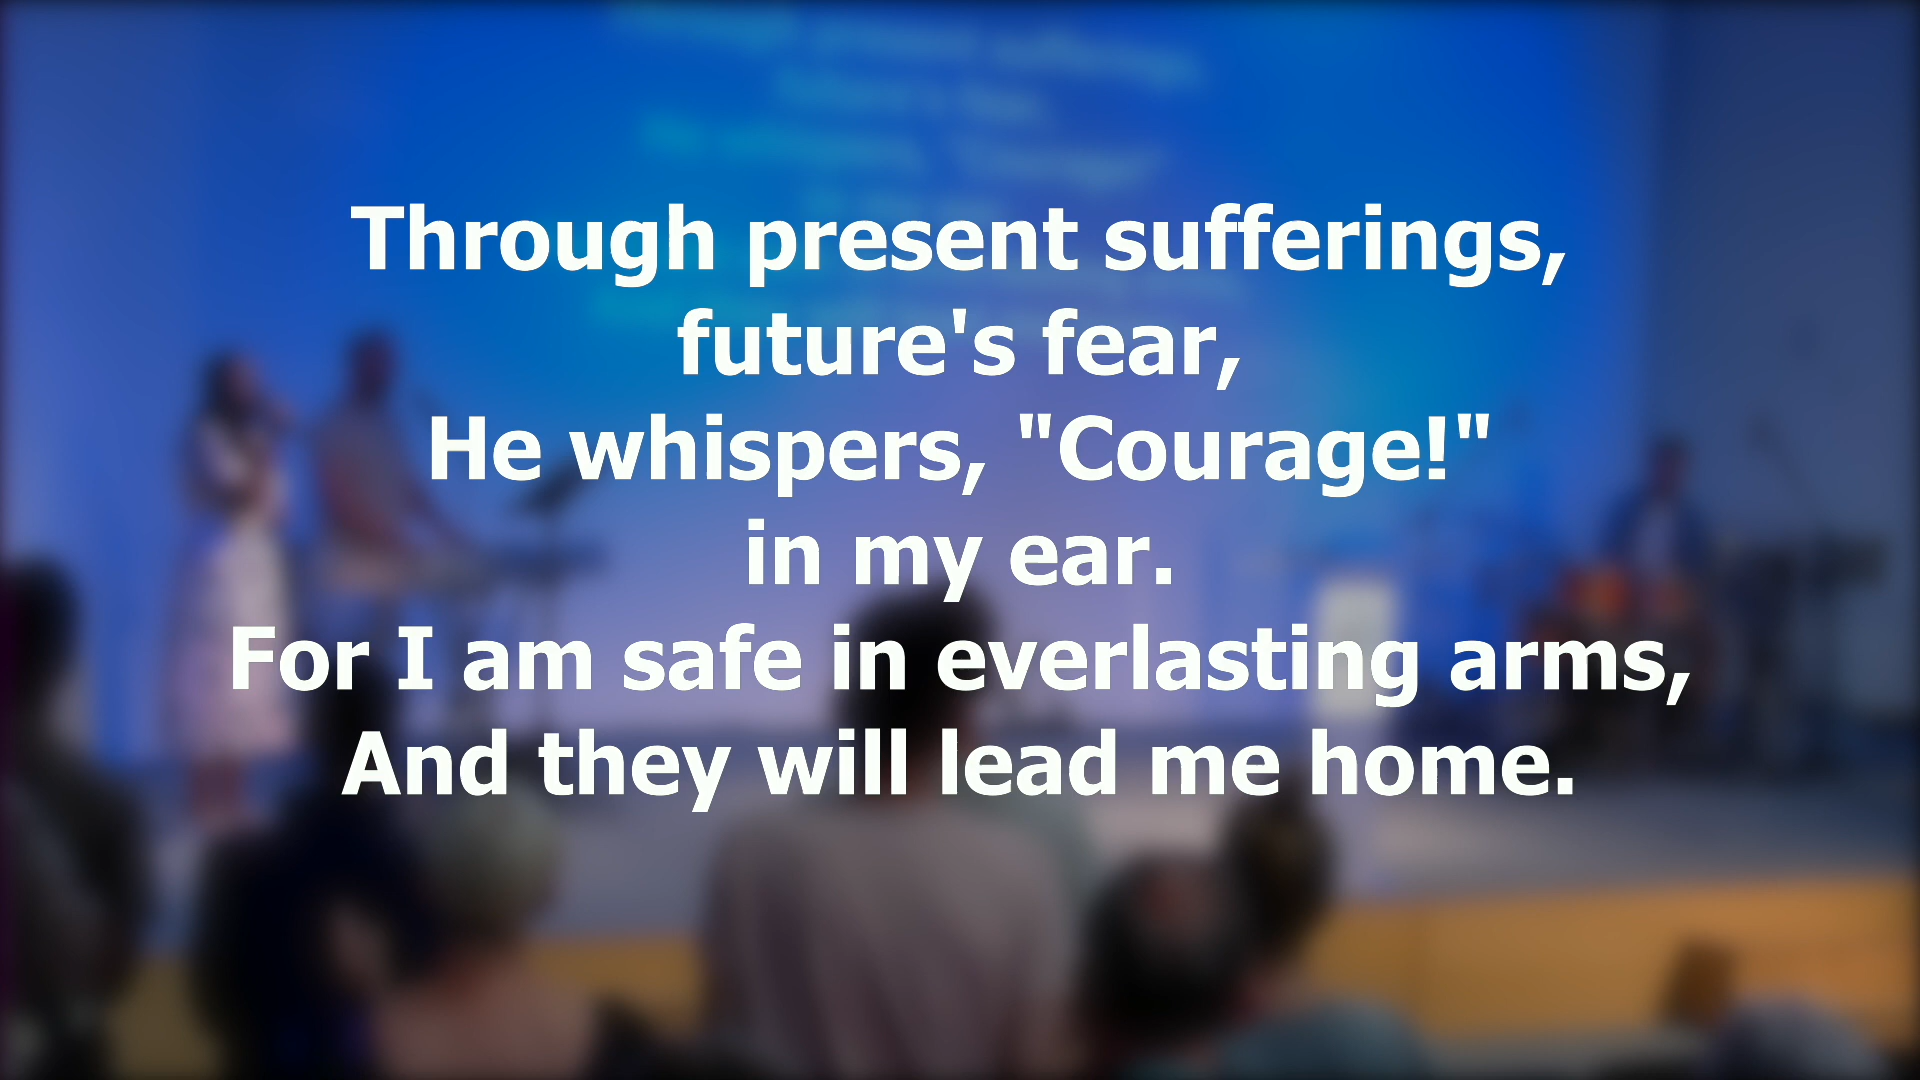 Through present sufferings,
future's fear,
He whispers, "Courage!"
in my ear.
For I am safe in everlasting arms,
And they will lead me home.